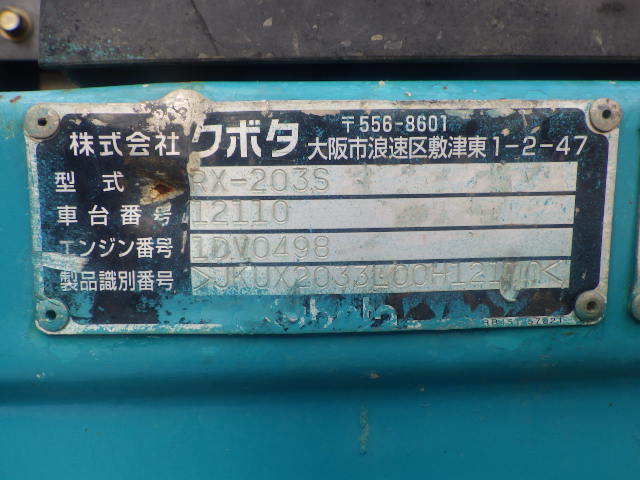 株式会社クボタ
〒556-8601
大阪市浪速区敷津東1-2-47
型式 RX-203S
車台番号 12110
エンジン番号 1DV0498
製品識別番号 >JKUX2033L00H12110<